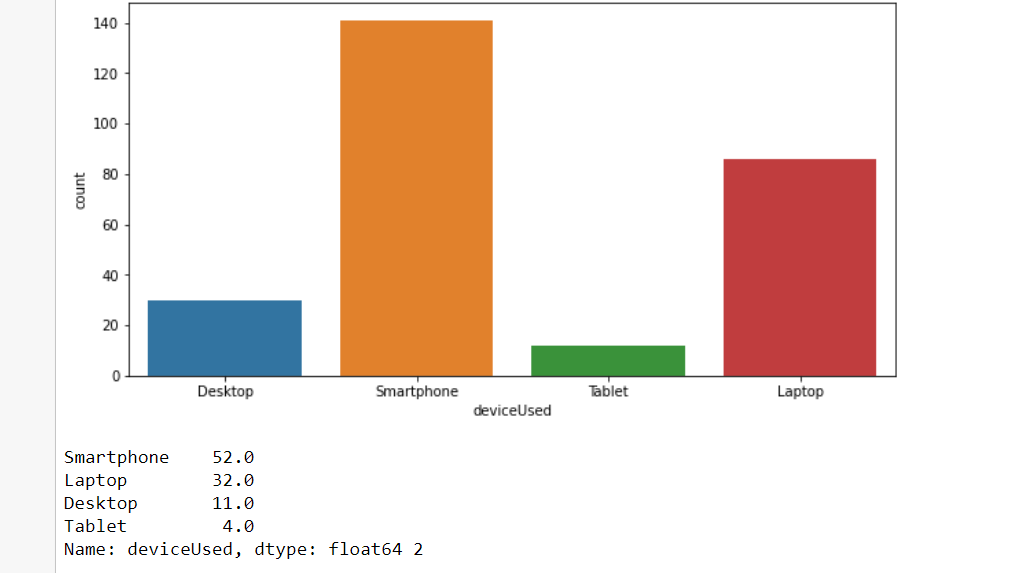 140
120
100
80
60
40
20
0
count
Desktop Smartphone Tablet Laptop
deviceUsed
Smartphone    52.0
Laptop        32.0
Desktop       11.0
Tablet         4.0
Name: deviceUsed, dtype: float64 2